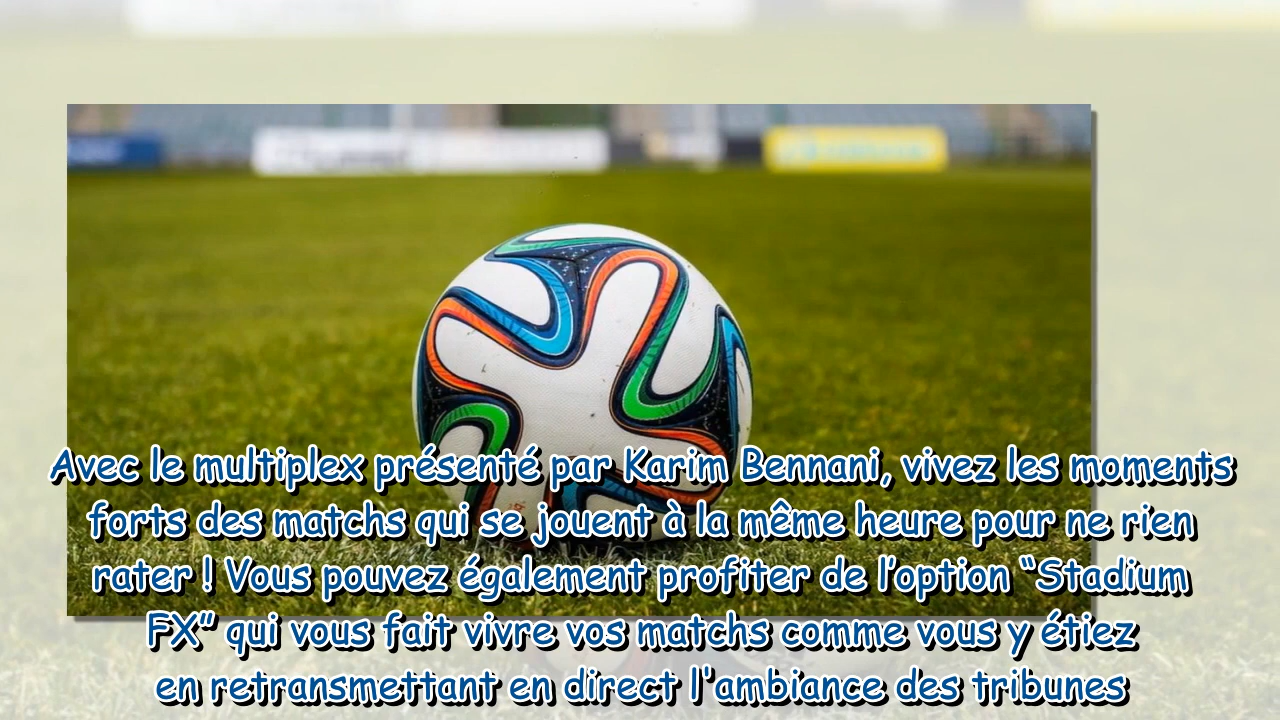 Avec le multiplex présenté par Karim Bennani, vivez les moments
forts des matchs qui se jouent à la même heure pour ne rien
rater ! Vous pouvez également profiter de l’option “Stadium
FX” qui vous fait vivre vos matchs comme vous y étiez
en retransmettant en direct l'ambiance des tribunes